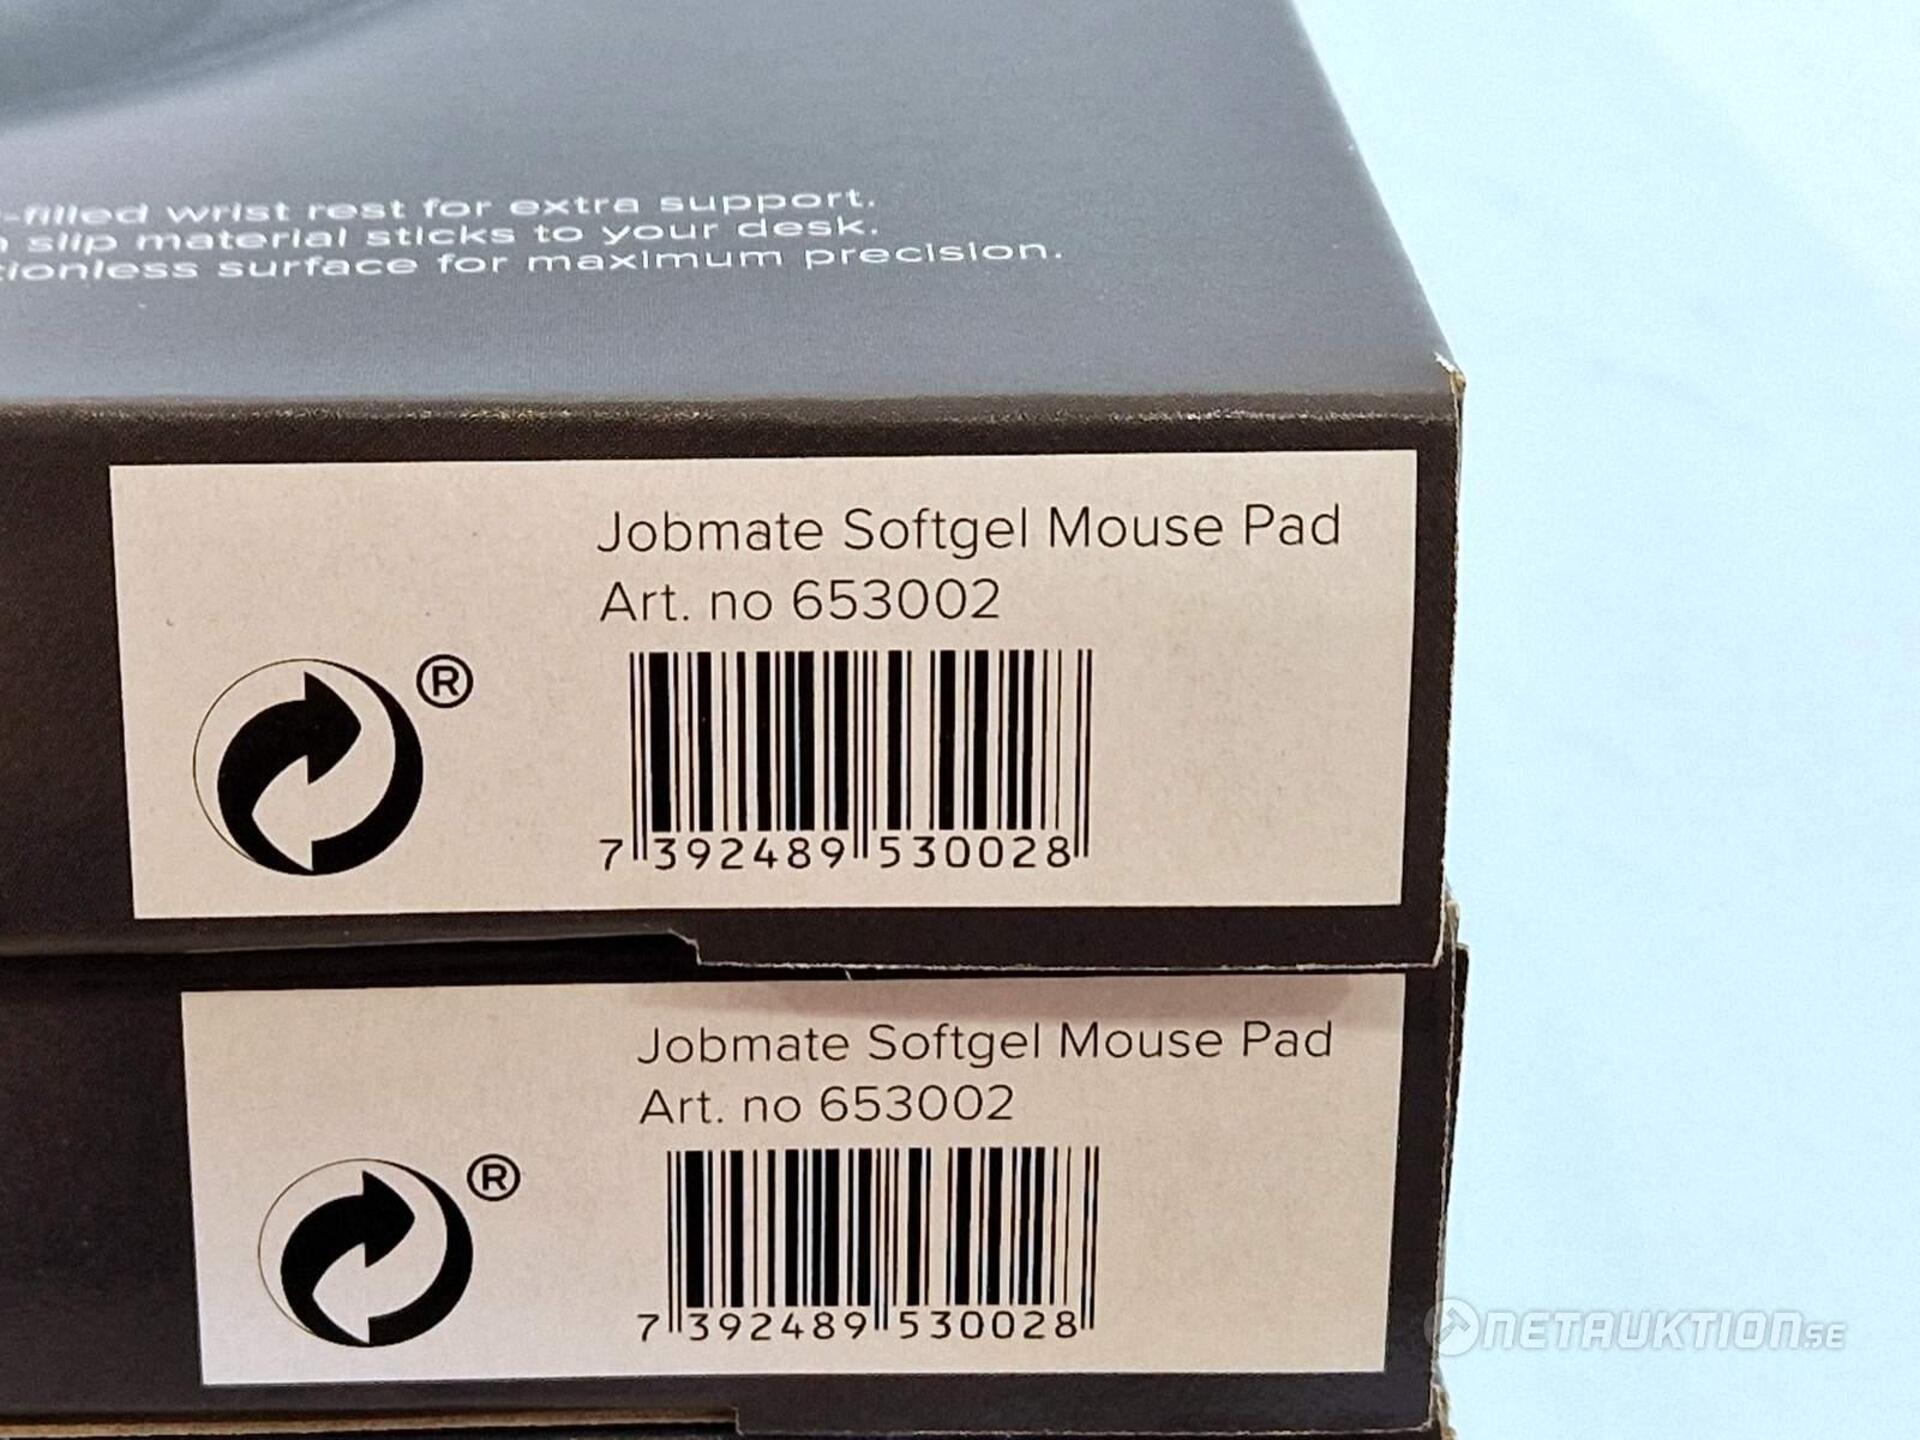 -filled wrist rest for extra support.
slip material sticks to your desk.
tionless surface for maximum precision.
Jobmate Softgel Mouse Pad
Art. no 653002
®
7 392489 530028
Jobmate Softgel Mouse Pad
Art. no 653002
®
7 392489 530028
NETAUKTION.SE